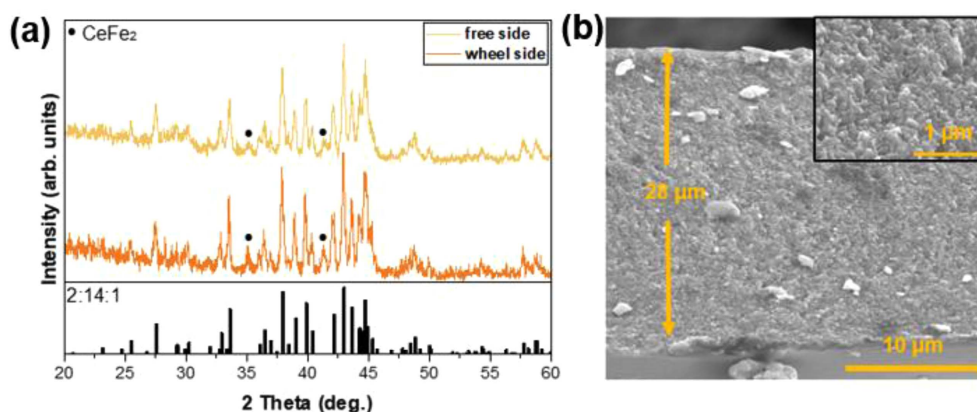 (a)
• CeFe₂
free side
wheel side
Intensity (arb. units)
2:14:1
20 25 30 35 40 45 50 55 60
2 Theta (deg.)
(b)
1 µm
28 µm
10 µm